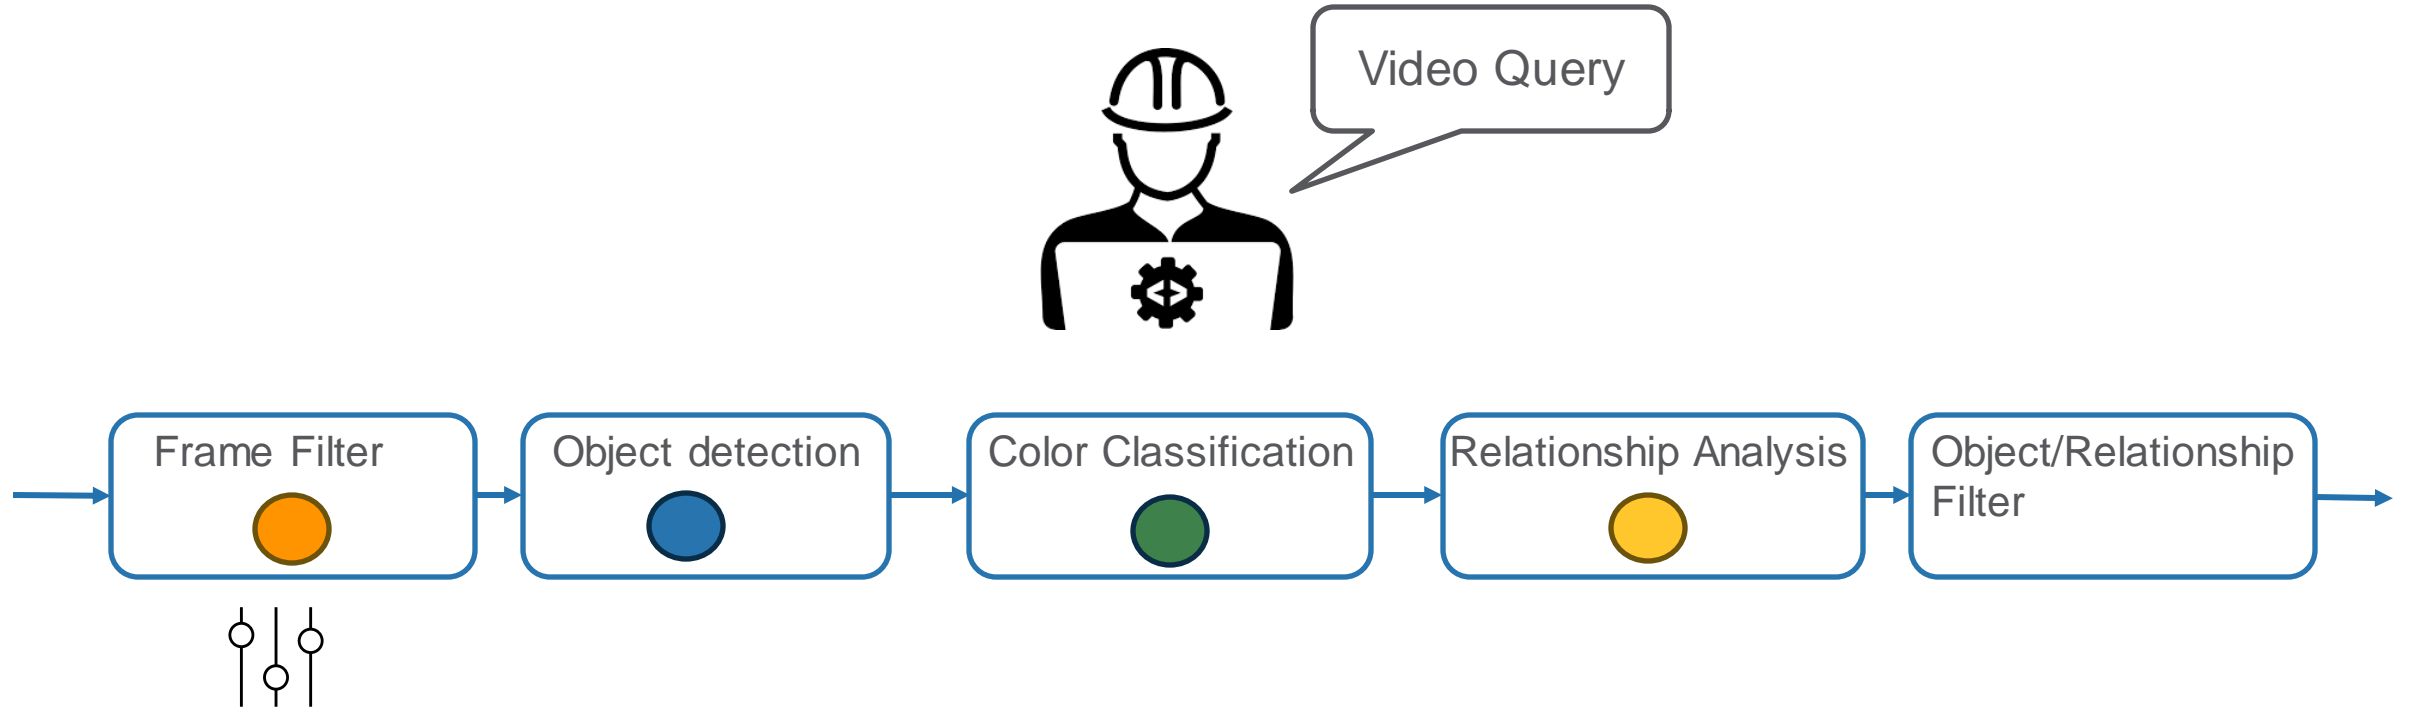 Video Query
Frame Filter
Object detection
Color Classification
Relationship Analysis
Object/Relationship
Filter